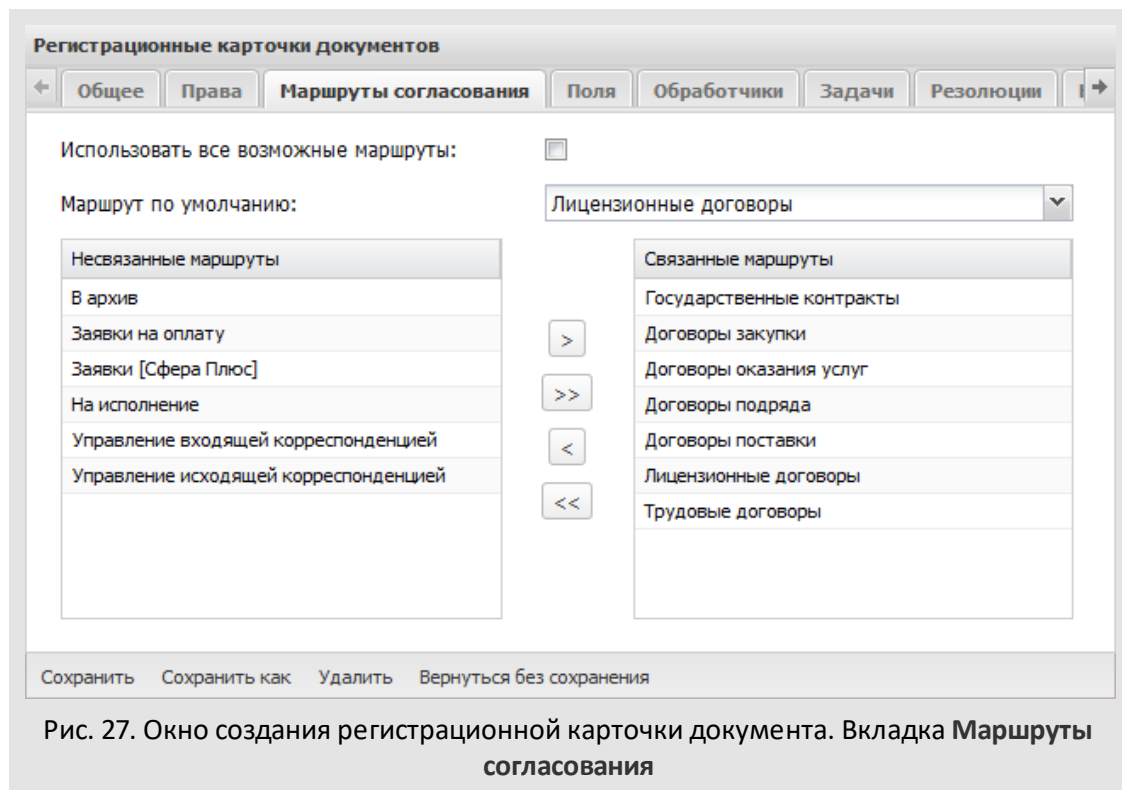 Регистрационные карточки документов
Общее Права Маршруты согласования Поля Обработчики Задачи Резолюции
Использовать все возможные маршруты:
Маршрут по умолчанию: Лицензионные договоры
Несвязанные маршруты Связанные маршруты
В архив Государственные контракты
Заявки на оплату Договоры закупки
>
Заявки [Сфера Плюс] Договоры оказания услуг
>>
На исполнение Договоры подряда
Управление входящей корреспонденцией < Договоры поставки
Управление исходящей корреспонденцией Лицензионные договоры
<<
Трудовые договоры
Сохранить Сохранить как Удалить Вернуться без сохранения
Рис. 27. Окно создания регистрационной карточки документа. Вкладка Маршруты
согласования